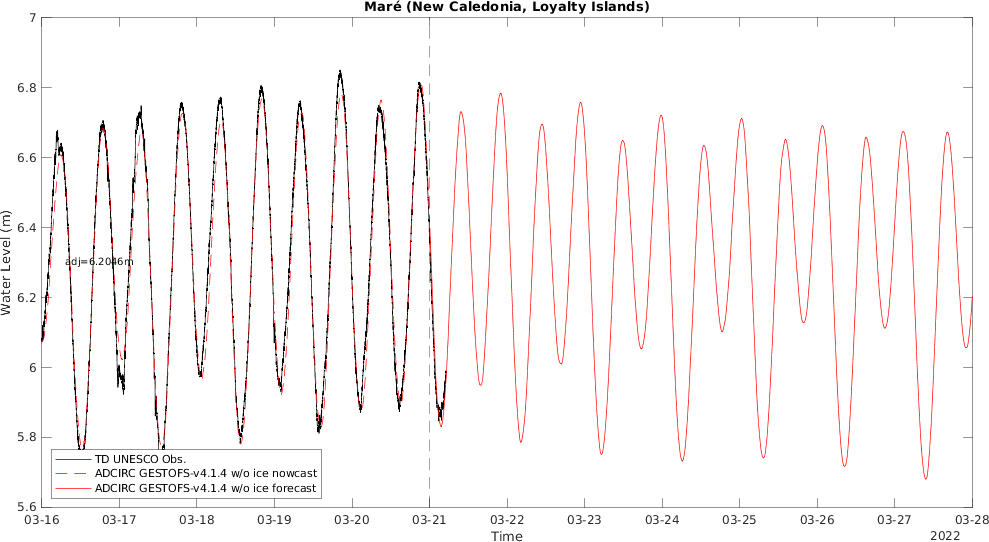 Maré (New Caledonia, Loyalty Islands)
7
6.8
6.6
6.4
6.2
6
5.8
5.6
Water Level (m)
adj=6.2046m
TD UNESCO Obs.
ADCIRC GESTOFS-v4.1.4 w/o ice nowcast
ADCIRC GESTOFS-v4.1.4 w/o ice forecast
03-16 03-17 03-18 03-19 03-20 03-21 03-22 03-23 03-24 03-25 03-26 03-27 03-28
Time
2022